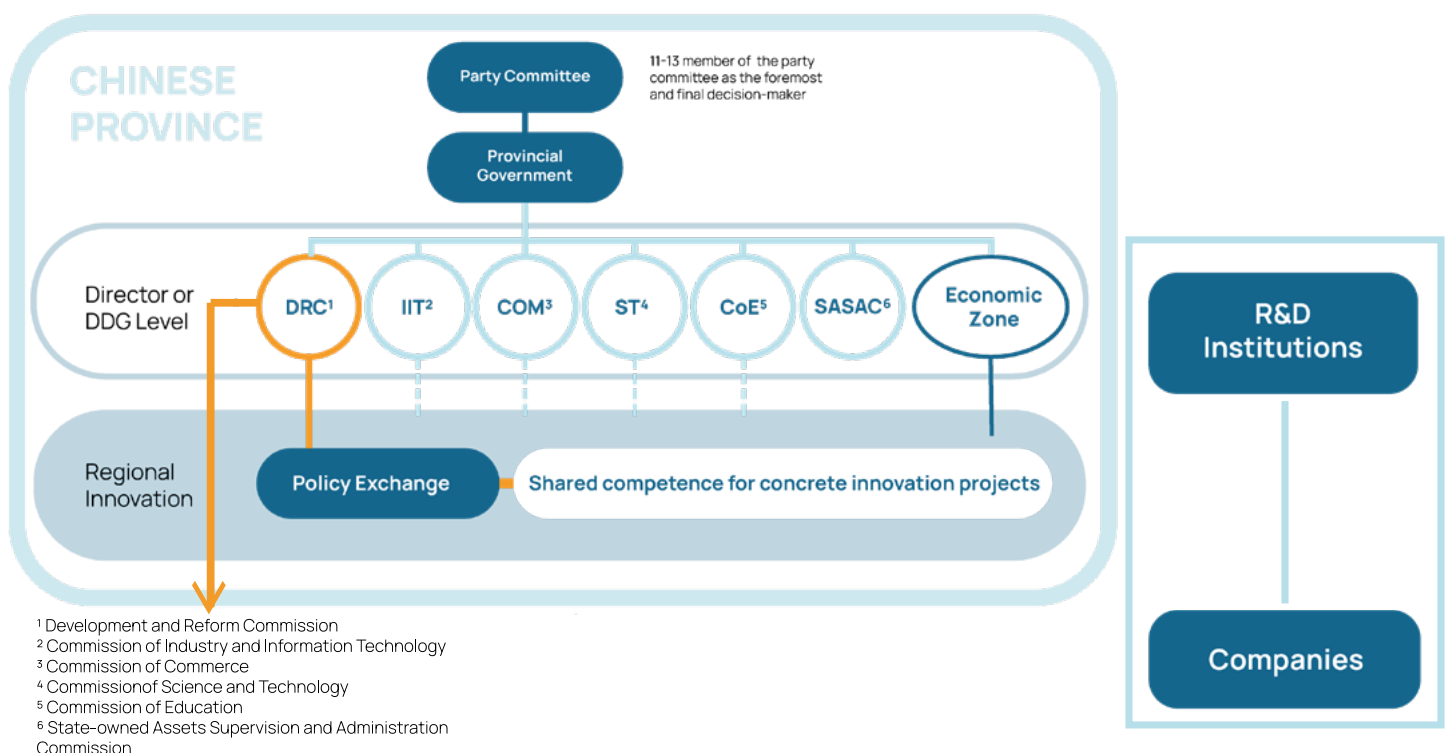 CHINESE
PROVINCE
Party Committee
11-13 member of the party
committee as the foremost
and final decision-maker
Provincial
Government
Director or
DDG Level
DRC¹
IIT²
COM³
ST⁴
CoE⁵
SASAC⁶
Economic
Zone
Regional
Innovation
Policy Exchange
Shared competence for concrete innovation projects
R&D
Institutions
Companies
¹ Development and Reform Commission
² Commission of Industry and Information Technology
³ Commission of Commerce
⁴ Commissionof Science and Technology
⁵ Commission of Education
⁶ State-owned Assets Supervision and Administration
Commission